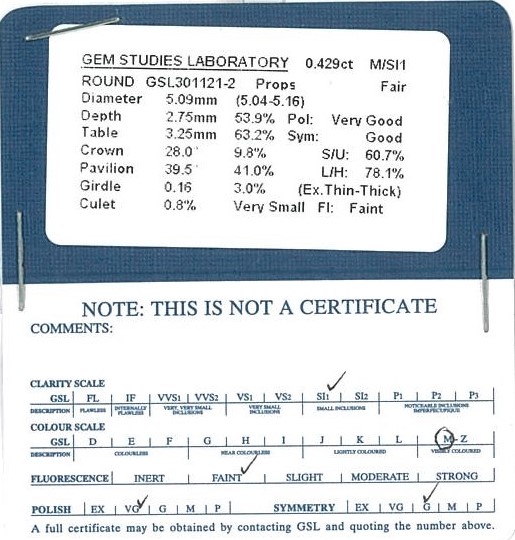 GEM STUDIES LABORATORY 0.429ct M/SI1
ROUND GSL301121-2 Props Fair
Diameter 5.09mm (5.04-5.16)
Depth 2.75mm 53.9% Pol: Very Good
Table 3.25mm 63.2% Sym: Good
Crown 28.0° 9.8% S/U: 60.7%
Pavilion 39.5° 41.0% L/H: 78.1%
Girdle 0.16 3.0% (Ex.Thin-Thick)
Culet 0.8% Very Small Fl: Faint
NOTE: THIS IS NOT A CERTIFICATE
COMMENTS:
CLARITY SCALE
GSL FL IF VVS1 VVS2 VS1 VS2 SI1 SI2 P1 P2 P3
DESCRIPTION FLAWLESS INTERNALLY FLAWLESS VERY, VERY SMALL INCLUSIONS VERY SMALL INCLUSIONS SMALL INCLUSIONS NOTICEABLE INCLUSIONS IMPERFECT/PIQUE
COLOUR SCALE
GSL D E F G H I J K L M-Z
DESCRIPTION COLOURLESS NEAR COLOURLESS LIGHTLY COLOURED VISIBLY COLOURED
FLUORESCENCE INERT FAINT SLIGHT MODERATE STRONG
POLISH EX VG G M P SYMMETRY EX VG G M P
A full certificate may be obtained by contacting GSL and quoting the number above.